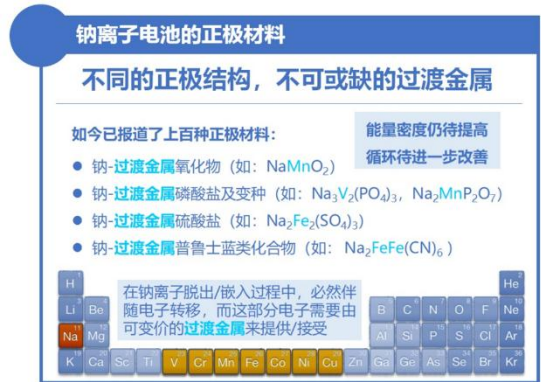 钠离子电池的正极材料
不同的正极结构，不可或缺的过渡金属
如今已报道了上百种正极材料：
能量密度仍待提高
循环待进一步改善
● 钠-过渡金属氧化物（如：NaMnO₂）
● 钠-过渡金属磷酸盐及变种（如：Na₃V₂(PO₄)₃，Na₂MnP₂O₇）
● 钠-过渡金属硫酸盐（如：Na₂Fe₂(SO₄)₃）
● 钠-过渡金属普鲁士蓝类化合物（如： Na₂FeFe(CN)₆ ）
在钠离子脱出/嵌入过程中，必然伴
随电子转移，而这部分电子需要由
可变价的过渡金属来提供/接受
H He
Li Be B C N O F Ne
Na Mg Al Si P S Cl Ar
K Ca Sc Ti V Cr Mn Fe Co Ni Cu Zn Ga Ge As Se Br Kr